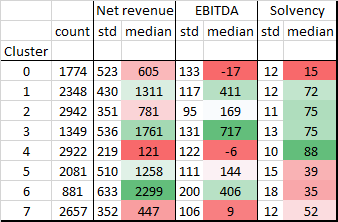 Net revenue EBITDA Solvency
count std median std median std median
Cluster
0 1774 523 605 133 -17 12 15
1 2348 430 1311 117 411 12 72
2 2942 351 781 95 169 11 75
3 1349 536 1761 131 717 13 75
4 2922 219 121 122 -6 10 88
5 2081 510 1258 111 144 15 39
6 881 633 2299 200 406 18 35
7 2657 352 447 106 9 12 52